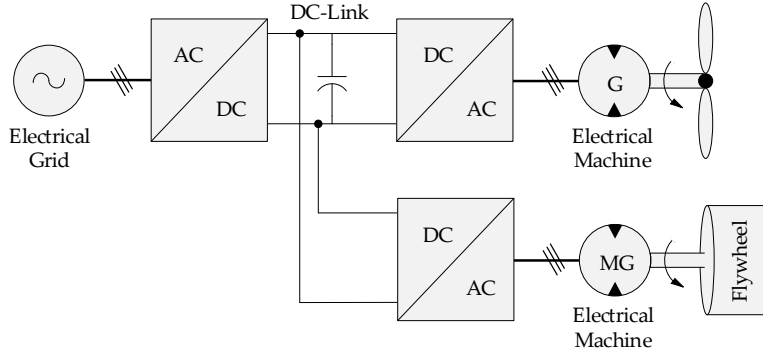 DC-Link
AC
DC
DC
AC
G
Electrical
Grid
Electrical
Machine
DC
AC
MG
Flywheel
Electrical
Machine